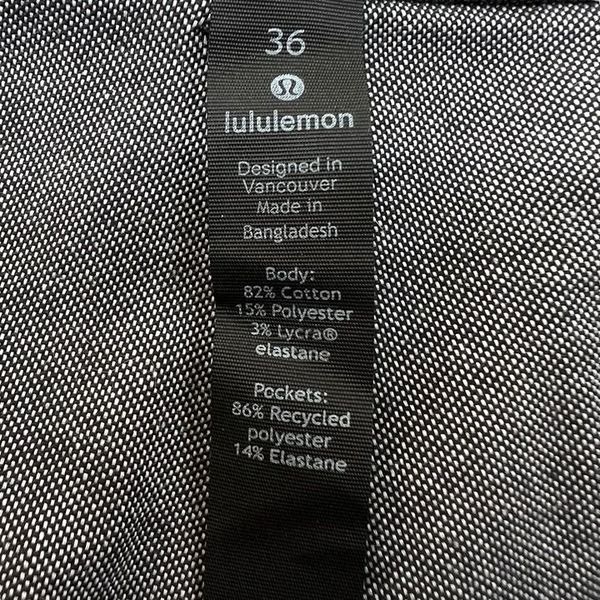 36
lululemon
Designed in
Vancouver
Made in
Bangladesh
Body:
82% Cotton
15% Polyester
3% Lycra®
elastane
Pockets:
86% Recycled
polyester
14% Elastane